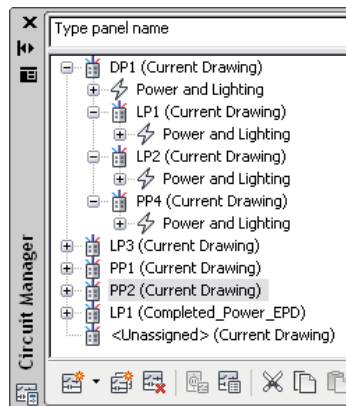 Type panel name
DP1 (Current Drawing)
Power and Lighting
LP1 (Current Drawing)
Power and Lighting
LP2 (Current Drawing)
Power and Lighting
PP4 (Current Drawing)
Power and Lighting
LP3 (Current Drawing)
PP1 (Current Drawing)
PP2 (Current Drawing)
LP1 (Completed_Power_EPD)
<Unassigned> (Current Drawing)
Circuit Manager